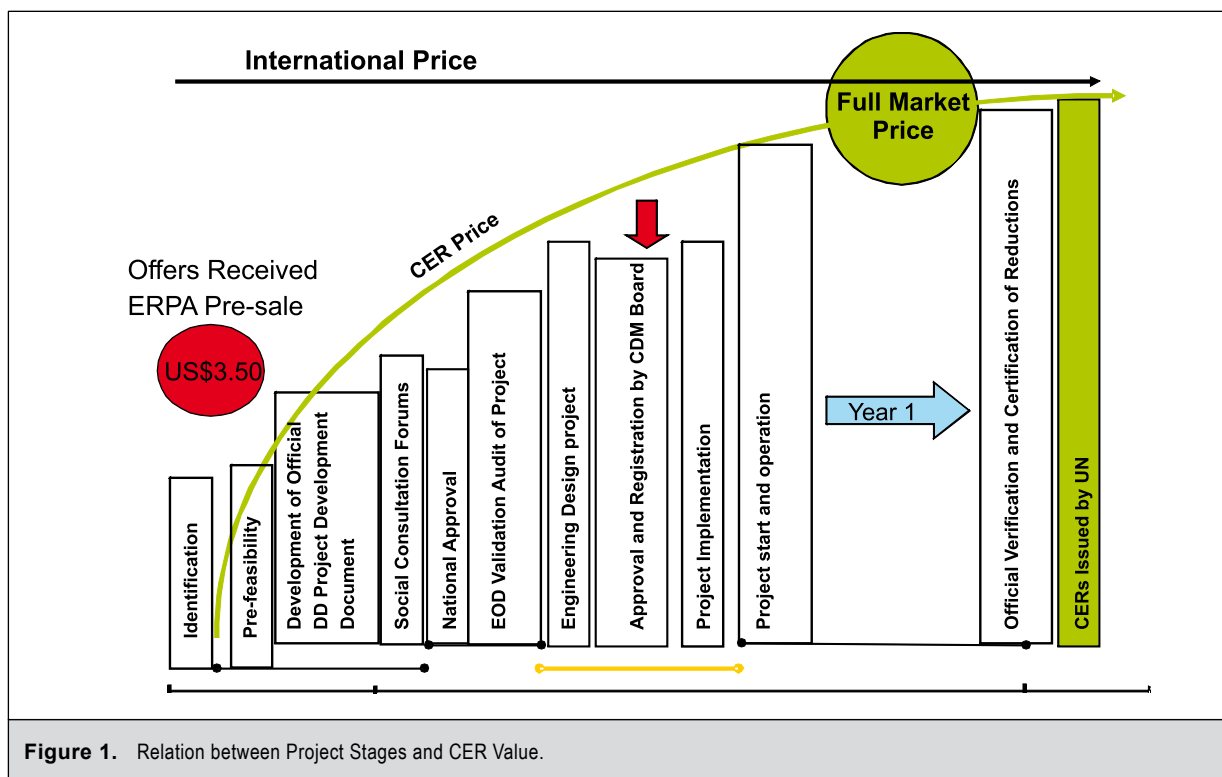 International Price
Full Market
Price
CER Price
Offers Received
ERPA Pre-sale
US$3.50
Identification
Pre-feasibility
Development of Official
DD Project Development
Document
Social Consultation Forums
National Approval
EOD Validation Audit of Project
Engineering Design project
Approval and Registration by CDM Board
Project Implementation
Project start and operation
Year 1
Official Verification and Certification of Reductions
CERs Issued by UN
Figure 1. Relation between Project Stages and CER Value.